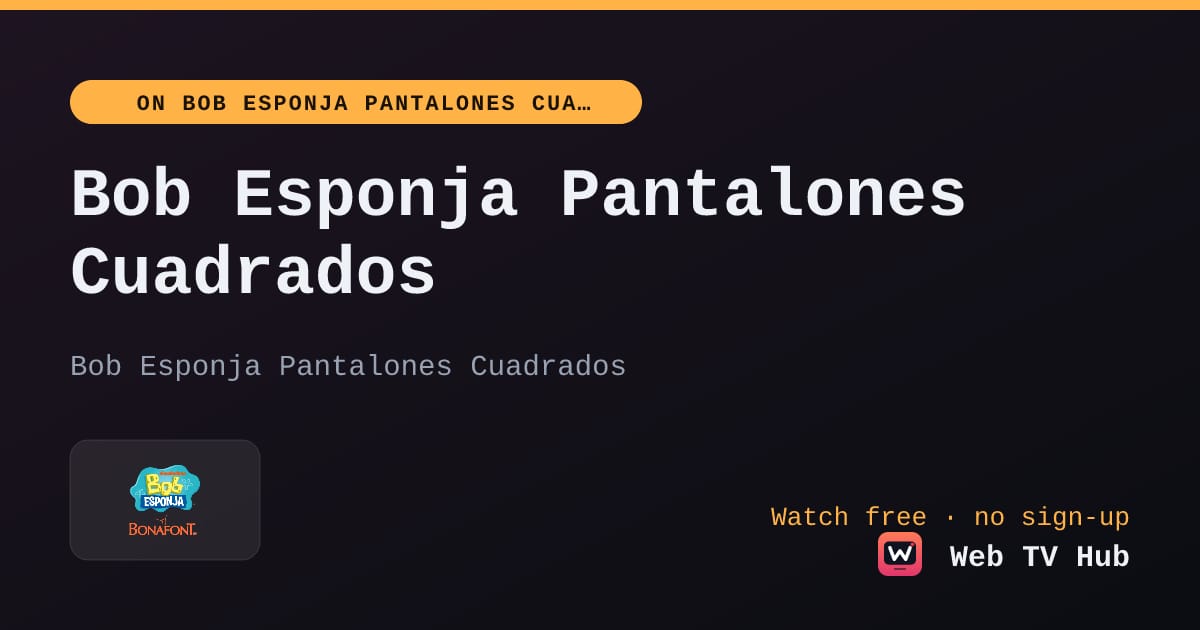 ON BOB ESPONJA PANTALONES CUA…
Bob Esponja Pantalones
Cuadrados
Bob Esponja Pantalones Cuadrados
Bob
ESPONJA
BONAFONT
Watch free · no sign-up
W
Web TV Hub